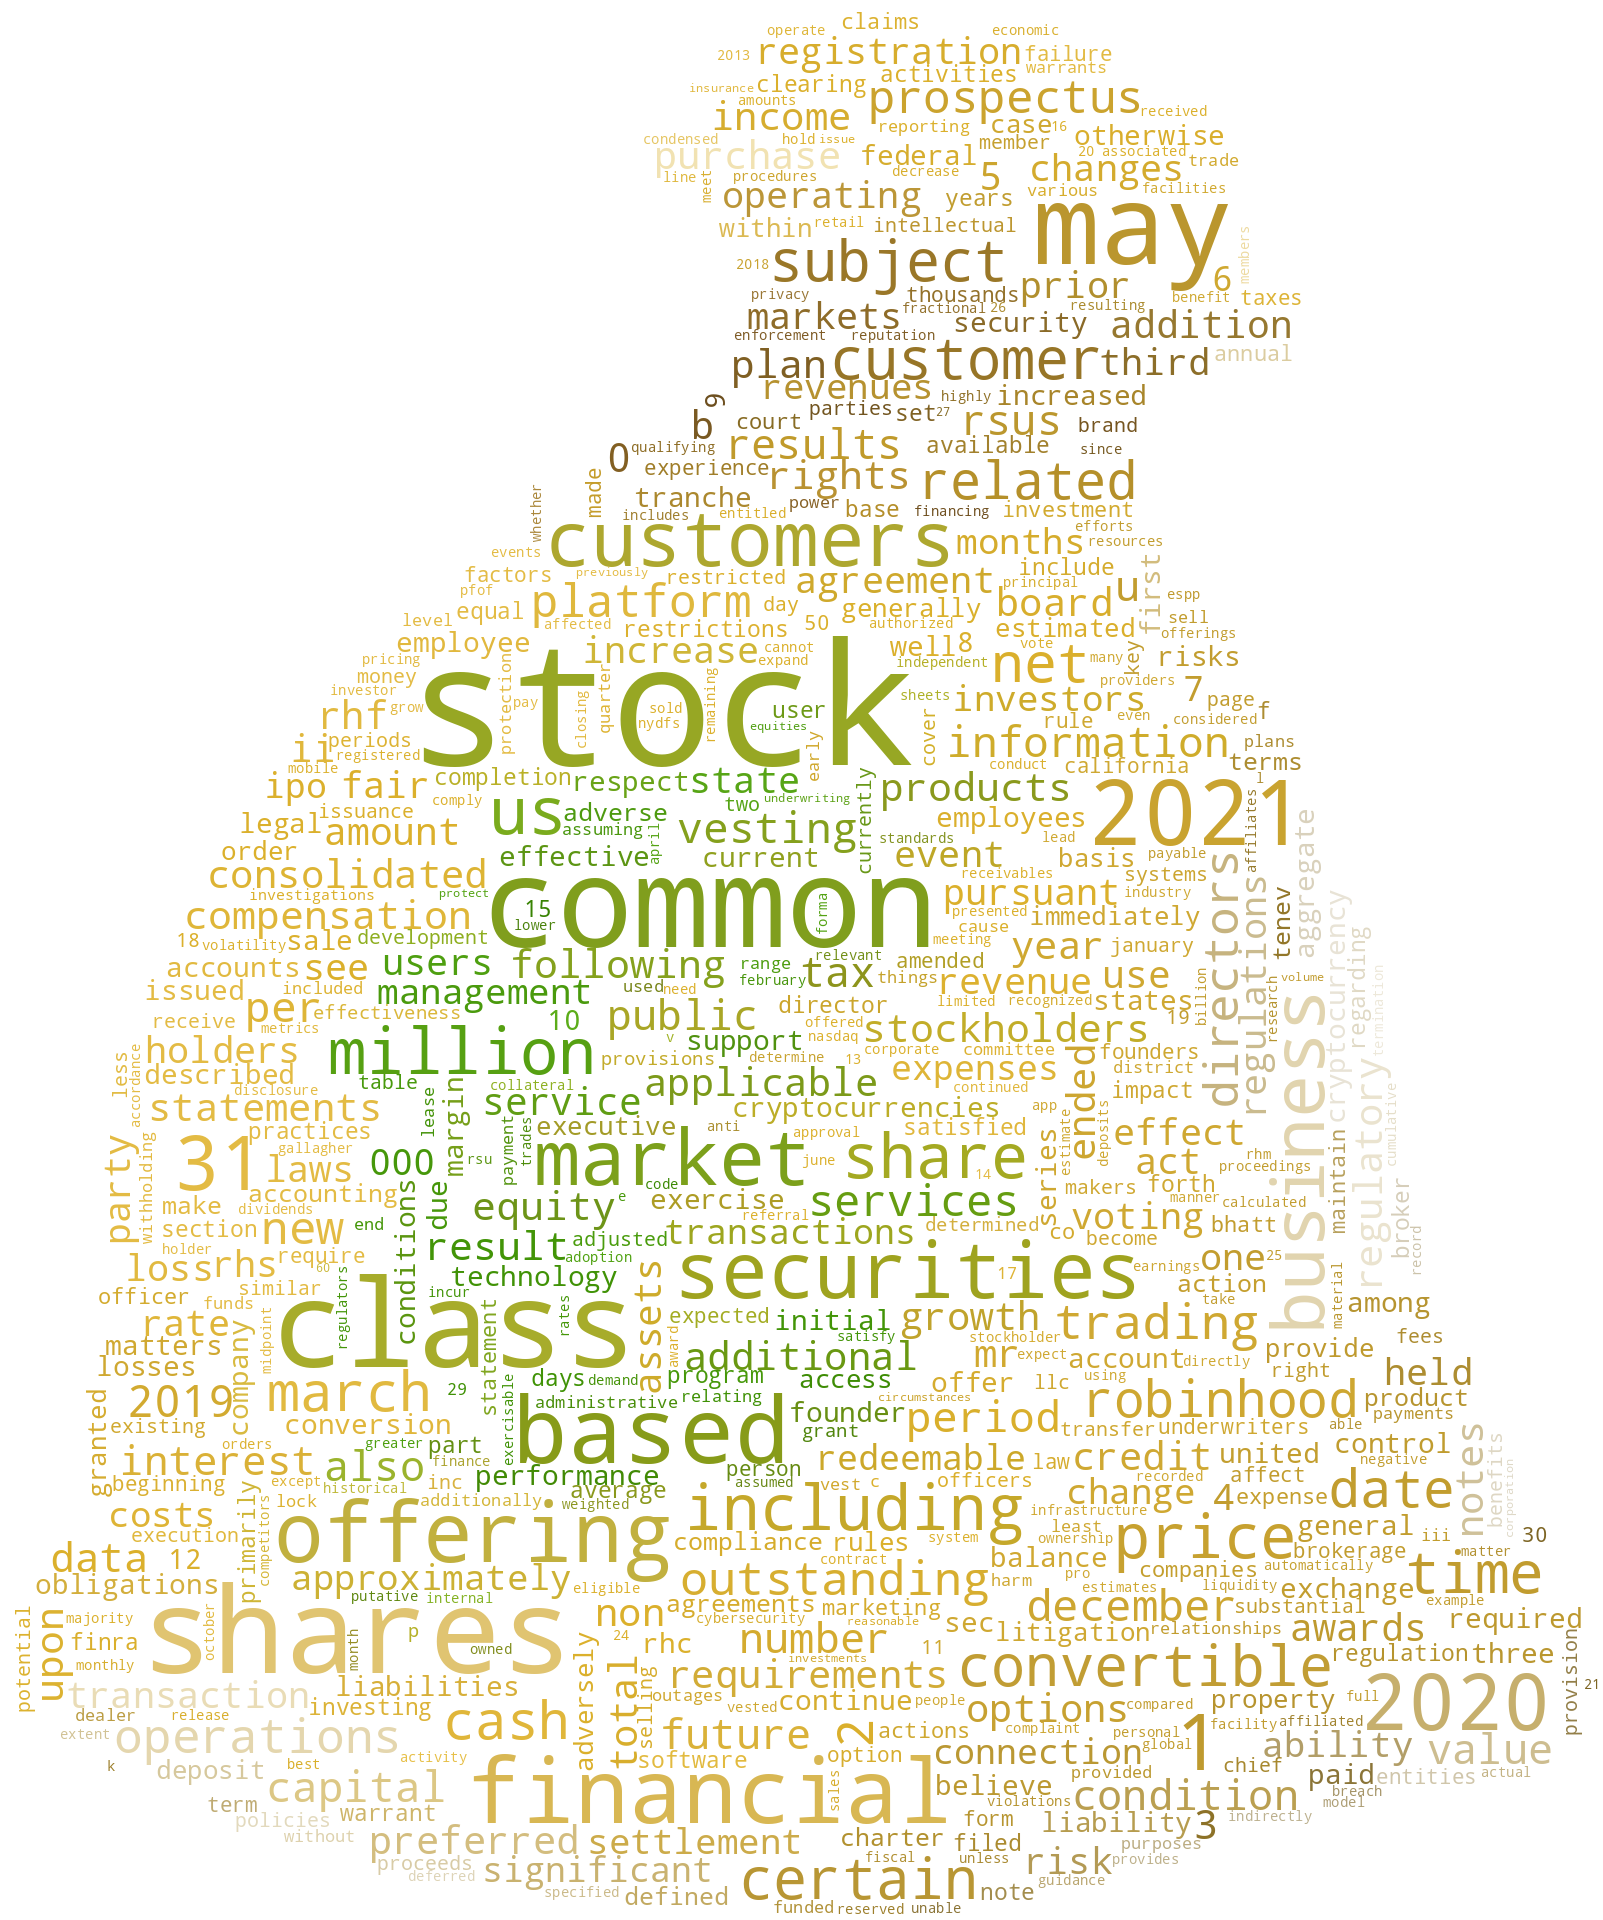 operate claims economic
2013 registration failure
insurance clearing activities warrants
amounts prospectus received
income reporting case 16 otherwise
condensed hold issue member
purchase federal 20 associated
line procedures decrease 5 changes trade
meet operating years various facilities
within retail intellectual may
2018 subject members
privacy thousands prior 6
benefit taxes
markets fractional 26 resulting
enforcement reputation security addition
plan customer third annual
revenues highly increased
9 parties set 27 rsus
b court brand
qualifying results available since
0 experience rights related
made tranche power base financing investment
whether includes entitled efforts
customers months resources
events previously agreement include first
factors restricted principal
pfof equal platform day generally board u espp
level affected restrictions 50 authorized estimated sell
employee increase cannot well 8 vote offerings
pricing expand independent net many key risks
money stock providers
investor protection pay quarter sheets investors 7 page
rhf grow closing sold remaining user rule even considered f
ii periods nydfs equities early cover information plans
registered conduct california terms
mobile completion respect state
ipo fair comply two underwriting products 2021 l
issuance us adverse currently
legal amount assuming april vesting standards employees lead affiliates
order effective current event basis payable
consolidated receivables systems directors aggregate
investigations protect common pursuant industry regulations
compensation 15 forma presented immediately tenev cryptocurrency
18 volatility sale development lower meeting cause year january regarding
accounts see users following range relevant amended
issued included management used need february tax things revenue use business volume
per effectiveness 10 public director limited recognized states billion research termination
receive metrics v offered nasdaq stockholders 19
holders million support corporate committee founders
less accordance provisions determine 13
described disclosure table collateral applicable expenses district impact
statements lease margin service cryptocurrencies continued app ended regulatory cumulative
practices executive anti satisfied estimate deposits effect
party gallagher 000 payment trades market approval share series act rhm
withholding 31 laws rsu june 14 proceedings
accounting due code services makers forth maintain
make dividends conditions equity e exercise manner calculated broker
section new end referral determined voting bhatt record
holder require result adjusted transactions co become
loss rhs 60 adoption securities earnings one 25
officer similar technology assets 17 action material
funds regulators incur expected initial growth take among
rate class rates satisfy stockholder trading
matters midpoint statement award additional mr expect provide fees
losses company program access account directly right
days demand offer llc using held
2019 march 29 administrative relating circumstances robinhood product
granted existing conversion exercisable based founder period transfer underwriters able payments
orders greater part grant redeemable law credit united control
interest also finance performance person officers recorded negative notes
beginning except historical inc average assumed vest c affect benefits
primarily lock additionally weighted including change 4 expense date corporation
costs competitors offering infrastructure
execution compliance rules system least ownership price general iii 30
data 12 contract balance brokerage matter
obligations approximately eligible outstanding harm pro companies automatically time
putative internal estimates liquidity exchange
agreements marketing reasonable december substantial example
potential upon majority shares october non cybersecurity sec relationships awards required
finra p 24 rhc number 11 litigation
monthly month owned investments regulation three
transaction liabilities adversely total requirements convertible provision 21
dealer release investing selling outages vested continue people options compared property full 2020
extent operations cash future 2 actions complaint personal 1 facility affiliated
k best activity software option connection global ability value
deposit provided chief entities actual
capital financial sales believe paid
term warrant violations condition model breach
policies form liability 3 indirectly
without preferred settlement charter filed purposes
proceeds deferred significant fiscal unless risk provides
specified defined certain note guidance
funded reserved unable